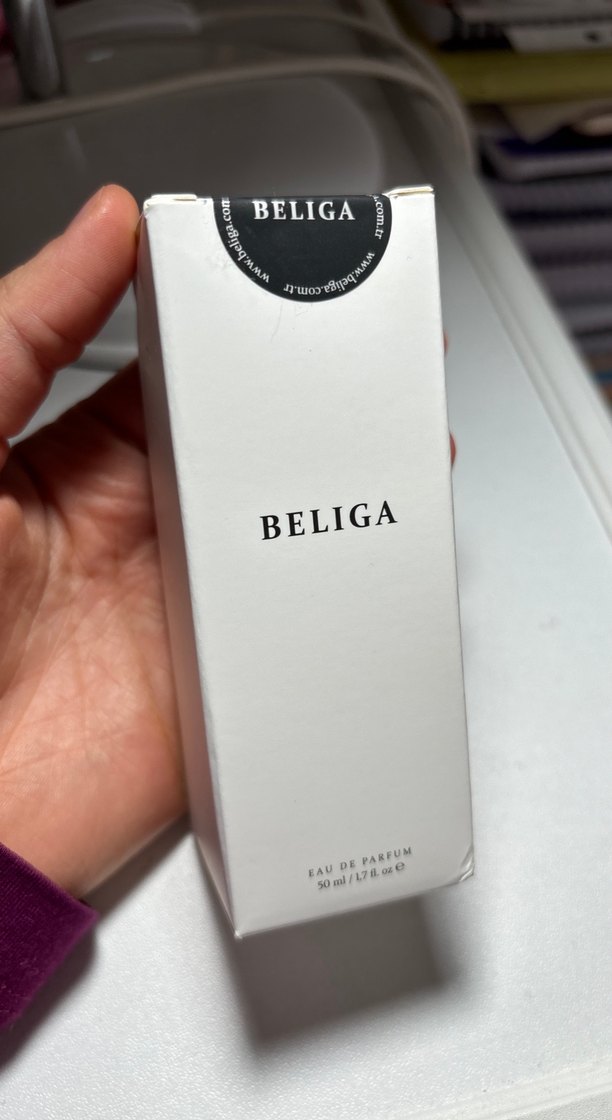 BELIGA
www.beliga.com.tr www.beliga.com.tr
BELIGA
EAU DE PARFUM
50 ml / 1.7 fl. oz ℮